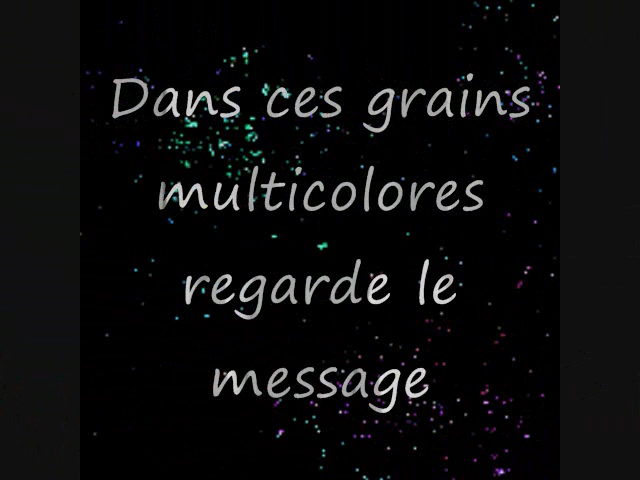 Dans ces grains
multicolores
regarde le
message